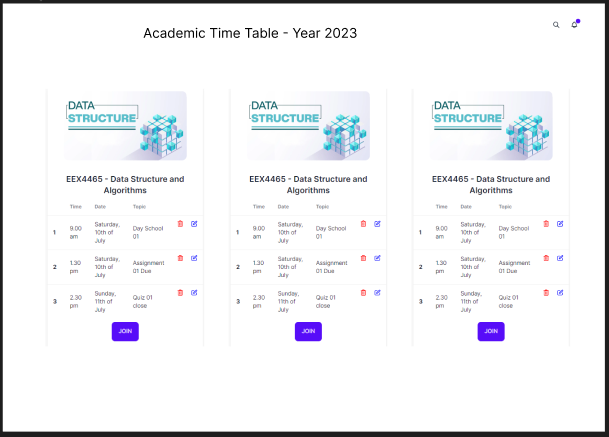 Academic Time Table - Year 2023
DATA
STRUCTURE
EEX4465 - Data Structure and
Algorithms
Time Date Topic
1 9.00 am Saturday, 10th of July Day School 01
2 1.30 pm Saturday, 10th of July Assignment 01 Due
3 2.30 pm Sunday, 11th of July Quiz 01 close
JOIN
DATA
STRUCTURE
EEX4465 - Data Structure and
Algorithms
Time Date Topic
1 9.00 am Saturday, 10th of July Day School 01
2 1.30 pm Saturday, 10th of July Assignment 01 Due
3 2.30 pm Sunday, 11th of July Quiz 01 close
JOIN
DATA
STRUCTURE
EEX4465 - Data Structure and
Algorithms
Time Date Topic
1 9.00 am Saturday, 10th of July Day School 01
2 1.30 pm Saturday, 10th of July Assignment 01 Due
3 2.30 pm Sunday, 11th of July Quiz 01 close
JOIN